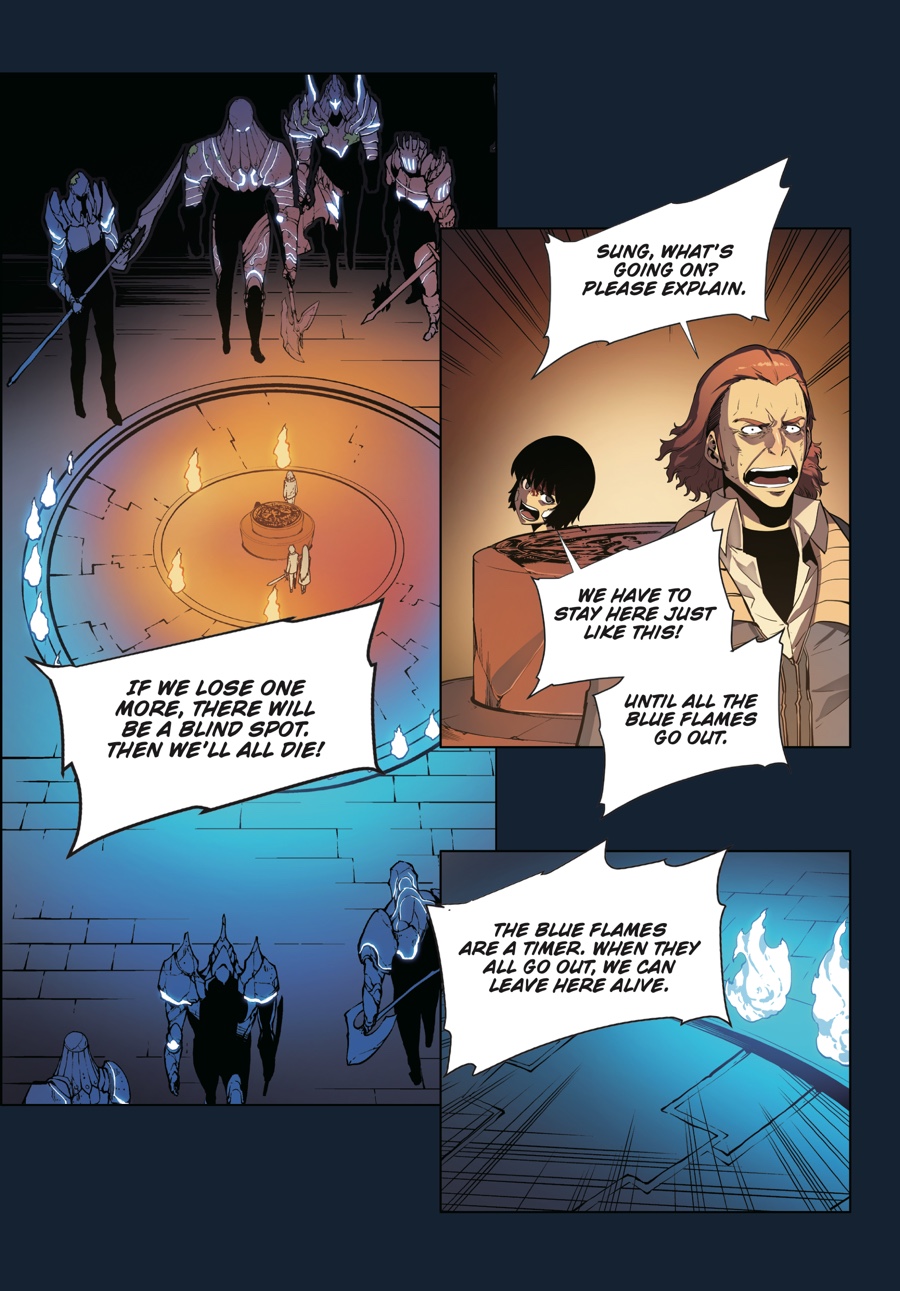 IF WE LOSE ONE
MORE, THERE WILL
BE A BLIND SPOT.
THEN WE'LL ALL DIE!
SUNG, WHAT'S
GOING ON?
PLEASE EXPLAIN.
WE HAVE TO
STAY HERE JUST
LIKE THIS!
UNTIL ALL THE
BLUE FLAMES
GO OUT.
THE BLUE FLAMES
ARE A TIMER. WHEN THEY
ALL GO OUT, WE CAN
LEAVE HERE ALIVE.